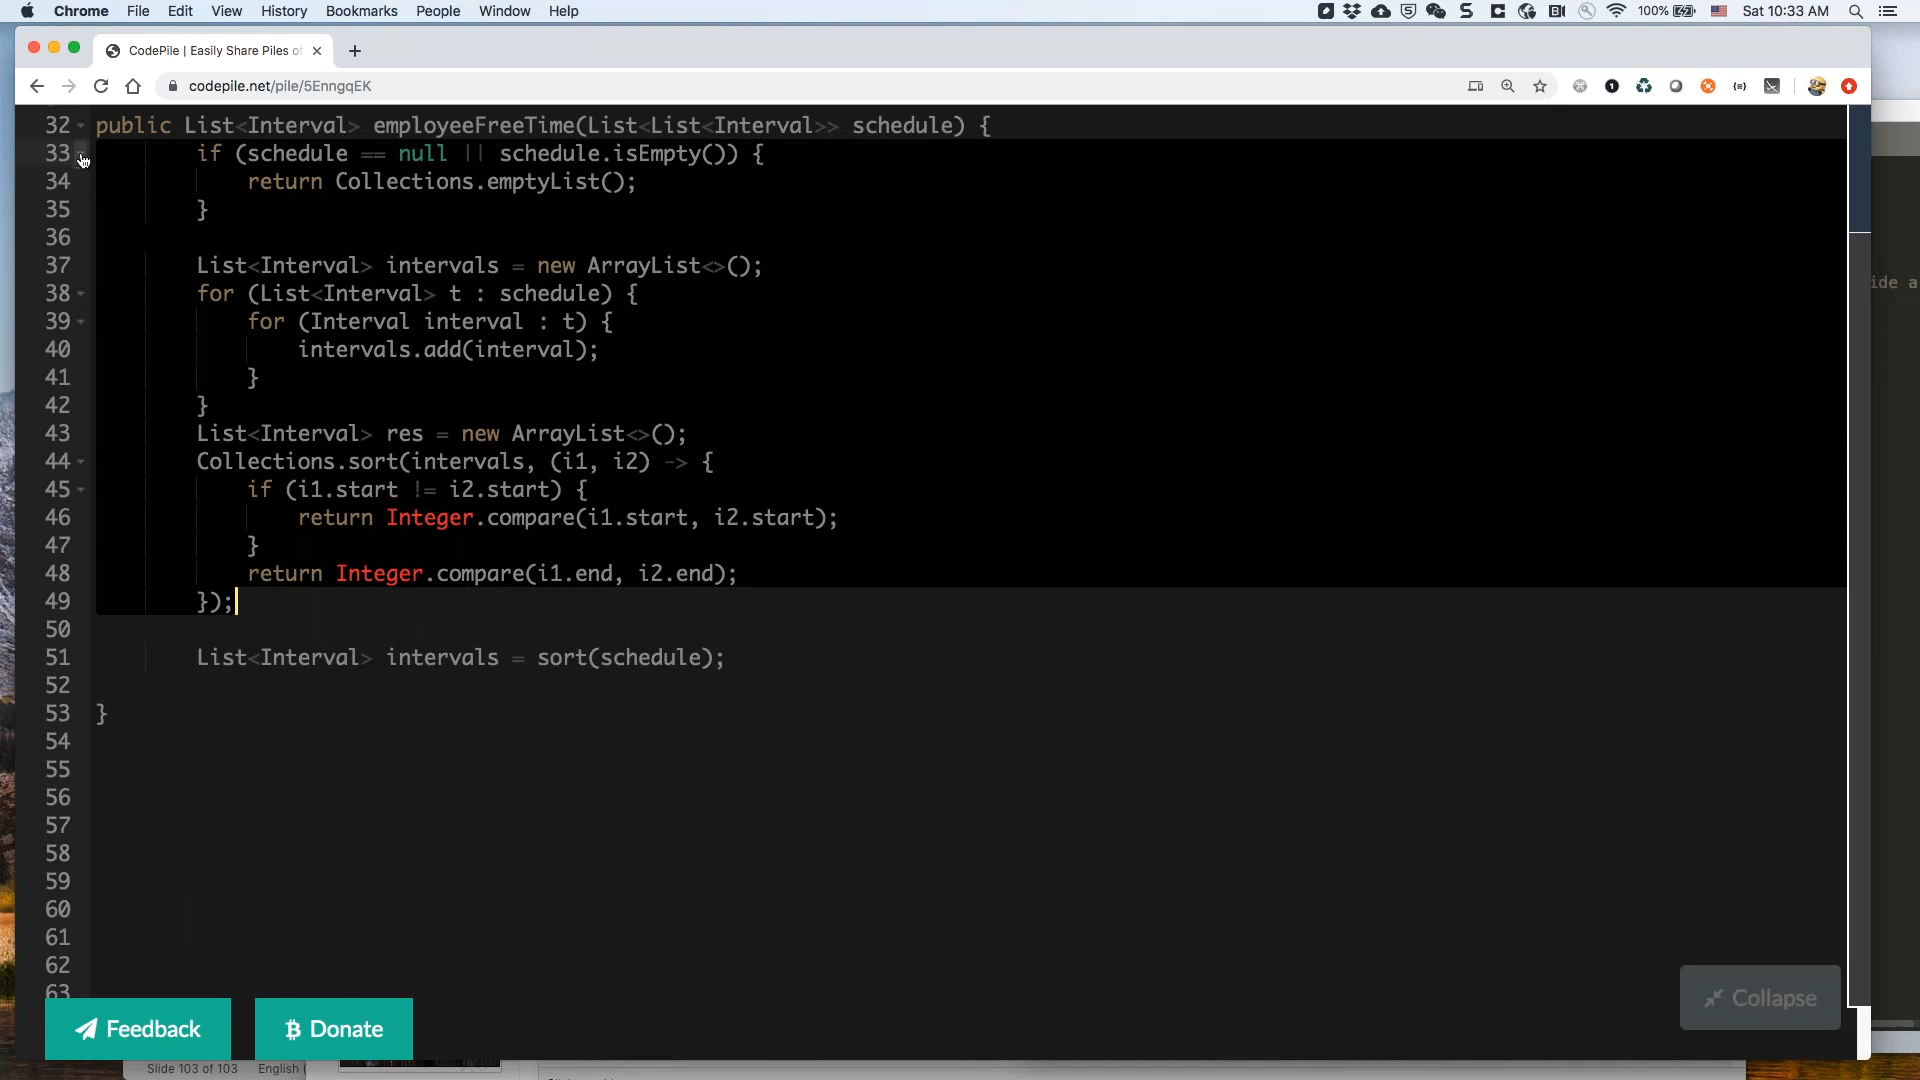 Chrome File Edit View History Bookmarks People Window Help 100% Sat 10:33 AM
CodePile | Easily Share Piles of
codepile.net/pile/5EnngqEK
32 public List<Interval> employeeFreeTime(List<List<Interval>> schedule) {
33 if (schedule == null || schedule.isEmpty()) {
34 return Collections.emptyList();
35 }
36
37 List<Interval> intervals = new ArrayList<>();
38 for (List<Interval> t : schedule) {
39 for (Interval interval : t) {
40 intervals.add(interval);
41 }
42 }
43 List<Interval> res = new ArrayList<>();
44 Collections.sort(intervals, (i1, i2) -> {
45 if (i1.start != i2.start) {
46 return Integer.compare(i1.start, i2.start);
47 }
48 return Integer.compare(i1.end, i2.end);
49 });
50
51 List<Interval> intervals = sort(schedule);
52
53 }
54
55
56
57
58
59
60
61
62
63
ide a
Collapse
Feedback
Donate
Slide 103 of 103 English (